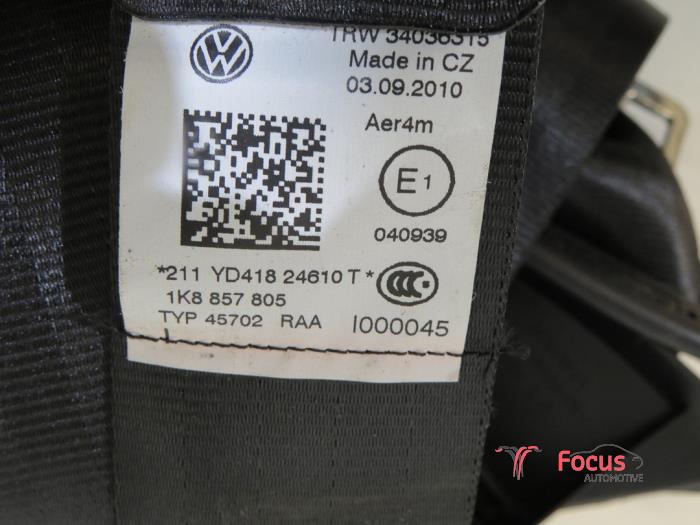 TRW 34036315
Made in CZ
03.09.2010
Aer4m
E1
040939
*211 YD418 24610 T*
CCC
1K8 857 805
TYP 45702 RAA I000045
Focus
AUTOMOTIVE